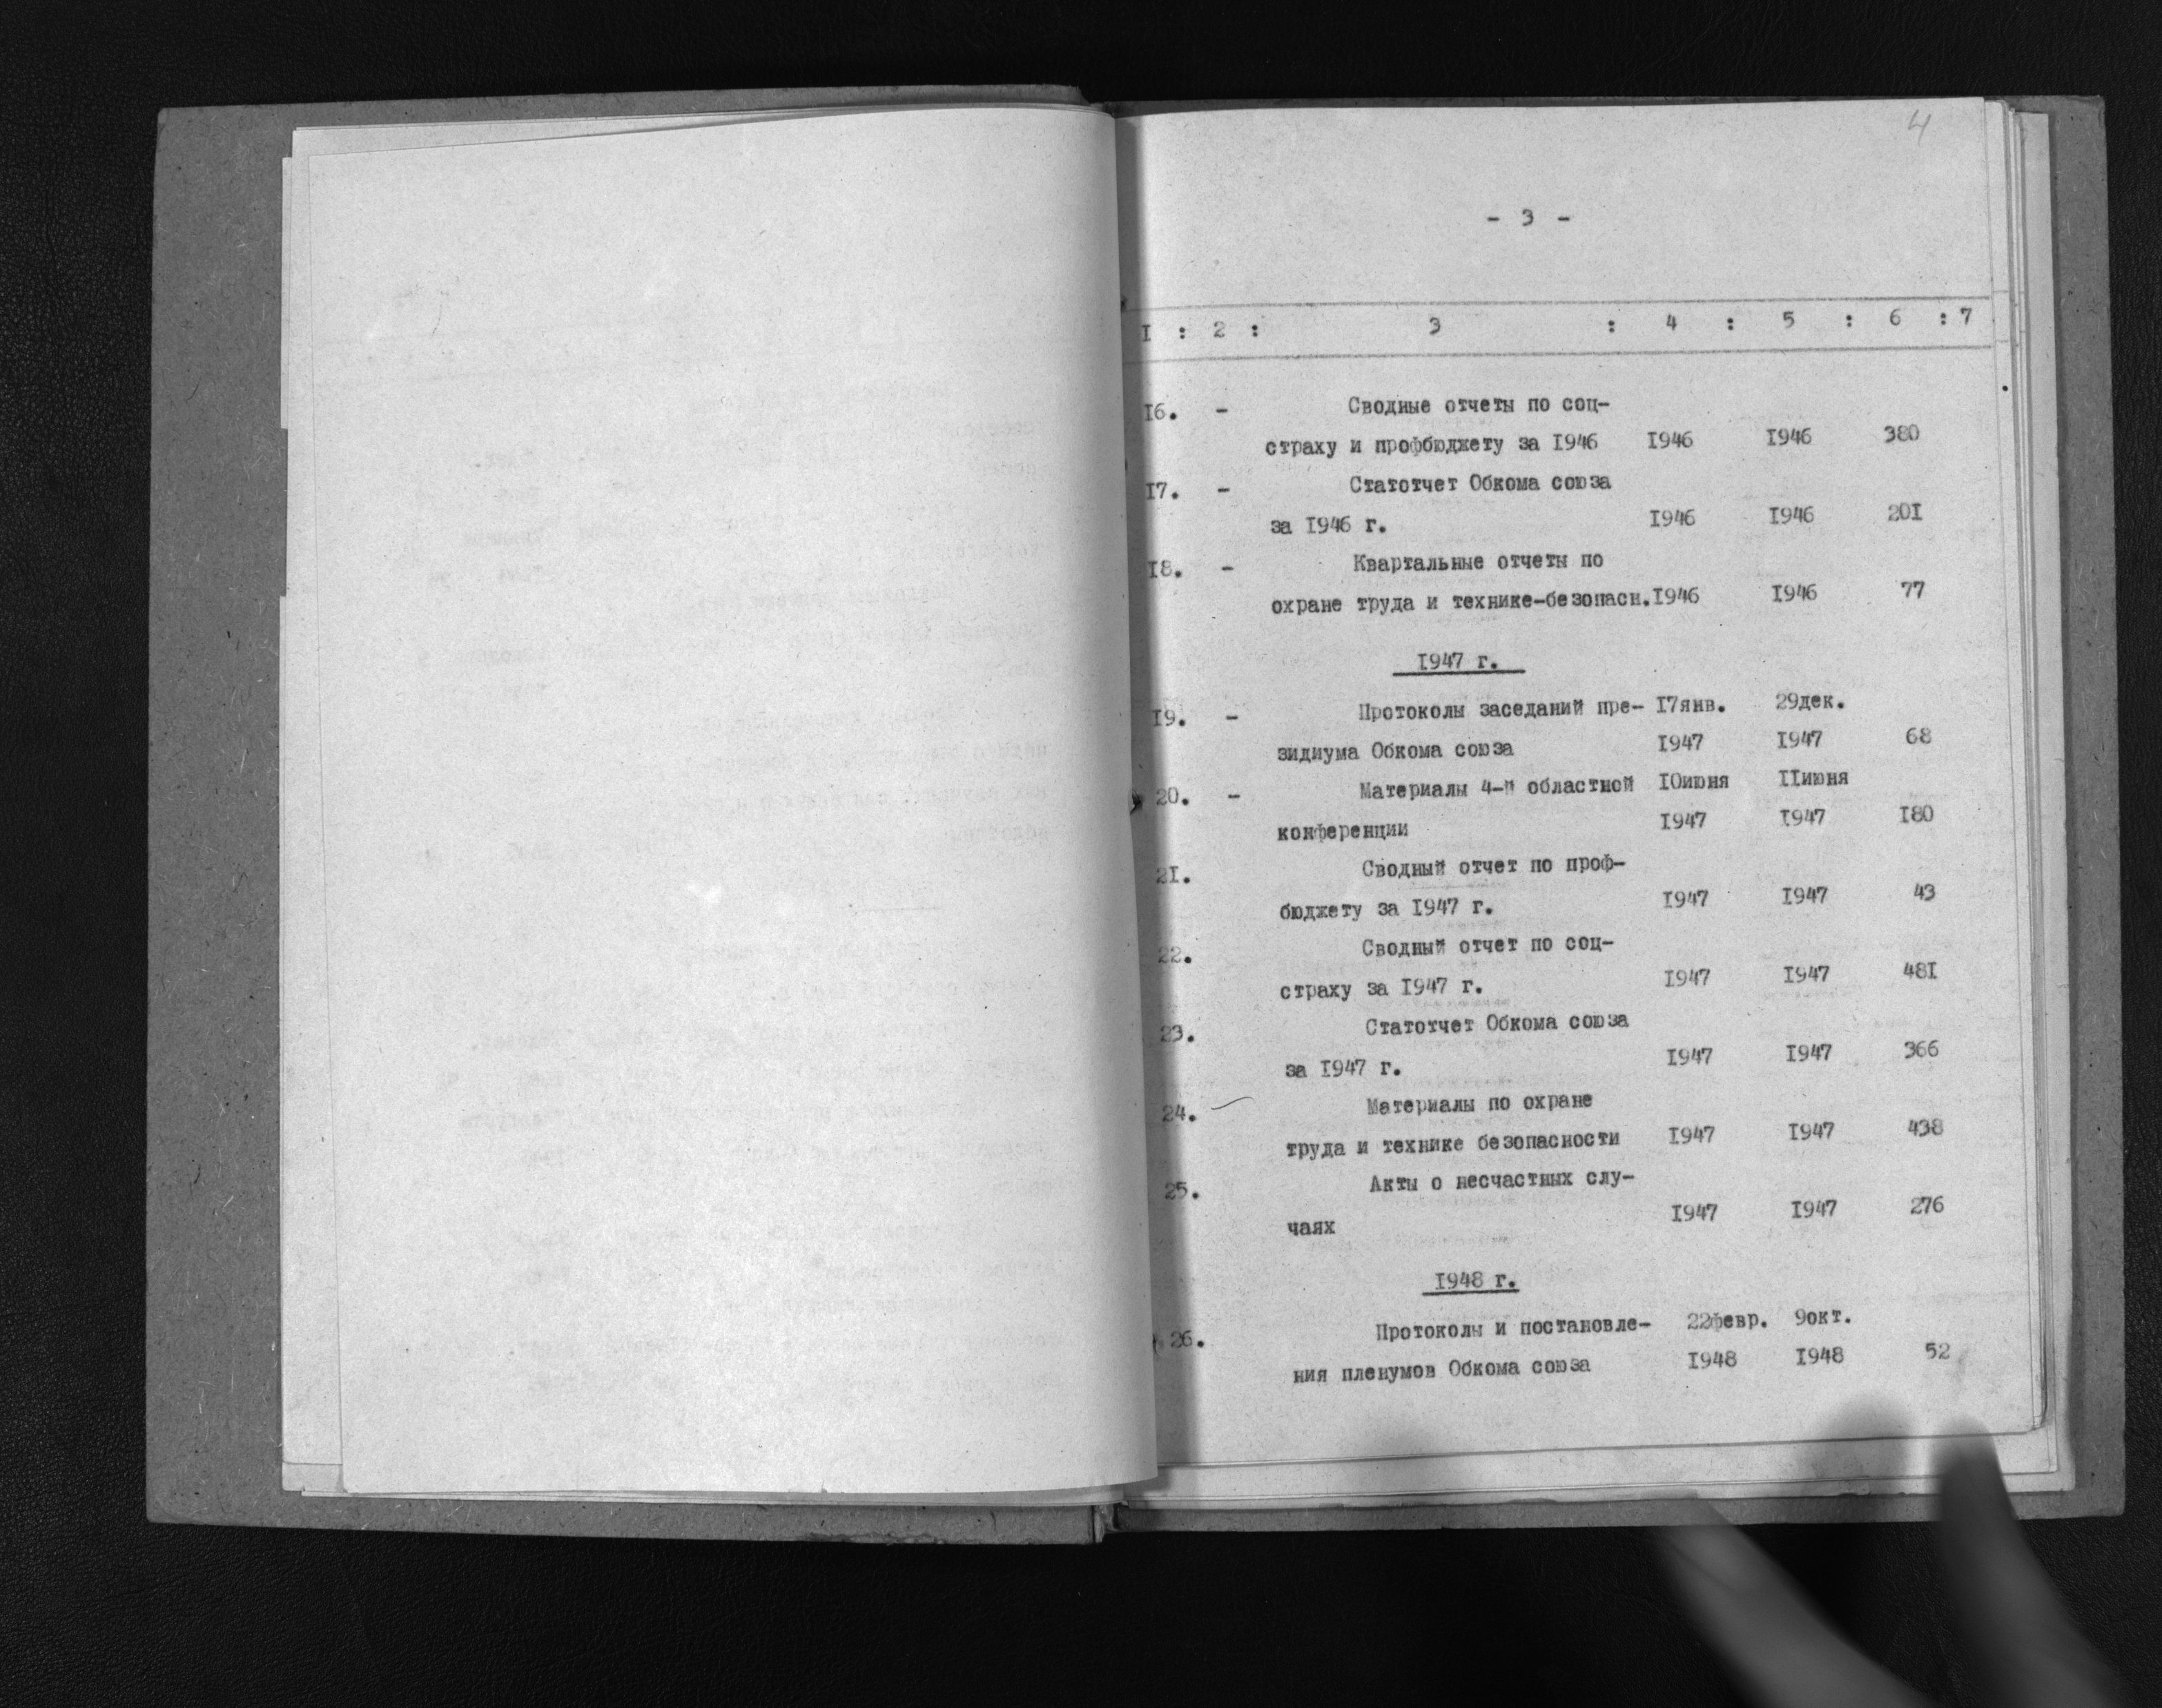 4
- 3 -
I : 2 : 3 : 4 : 5 : 6 : 7
I6. - Сводные отчеты по соц-
страху и профбюджету за I946 I946 I946 380
I7. - Статотчет Обкома союза
за I946 г. I946 I946 20I
I8. - Квартальные отчеты по
охране труда и технике-безопасн. I946 I946 77
I947 г.
I9. - Протоколы заседаний пре- I7янв. 29дек.
зидиума Обкома союза I947 I947 68
20. - Материалы 4-й областной I0июня IIиюня
конференции I947 I947 I80
2I. Сводный отчет по проф-
бюджету за I947 г. I947 I947 43
22. Сводный отчет по соц-
страху за I947 г. I947 I947 48I
23. Статотчет Обкома союза
за I947 г. I947 I947 366
24. Материалы по охране
труда и технике безопасности I947 I947 438
25. Акты о несчастных слу-
чаях I947 I947 276
I948 г.
26. Протоколы и постановле- 22февр. 9окт.
ния пленумов Обкома союза I948 I948 52